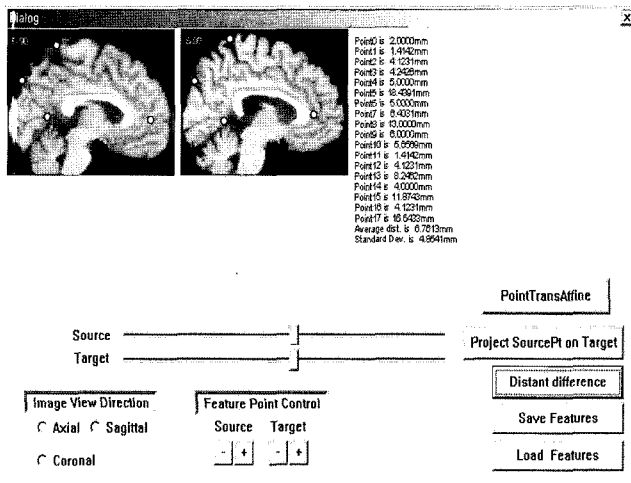 Dialog
Point0 is 2.0000mm
Point1 is 1.4142mm
Point2 is 4.1231mm
Point3 is 4.2426mm
Point4 is 5.0000mm
Point5 is 18.4391mm
Point6 is 5.0000mm
Point7 is 6.4031mm
Point8 is 13.0000mm
Point9 is 6.0000mm
Point10 is 5.6569mm
Point11 is 1.4142mm
Point12 is 4.1231mm
Point13 is 8.2462mm
Point14 is 4.0000mm
Point15 is 11.8743mm
Point16 is 4.1231mm
Point17 is 16.6433mm
Average dist. is 6.7613mm
Standard Dev. is 4.8641mm
PointTransAffine
Source
Project SourcePt on Target
Target
Distant difference
Image View Direction
Feature Point Control
Axial
Sagittal
Source
Target
Save Features
- +
- +
Coronal
Load Features